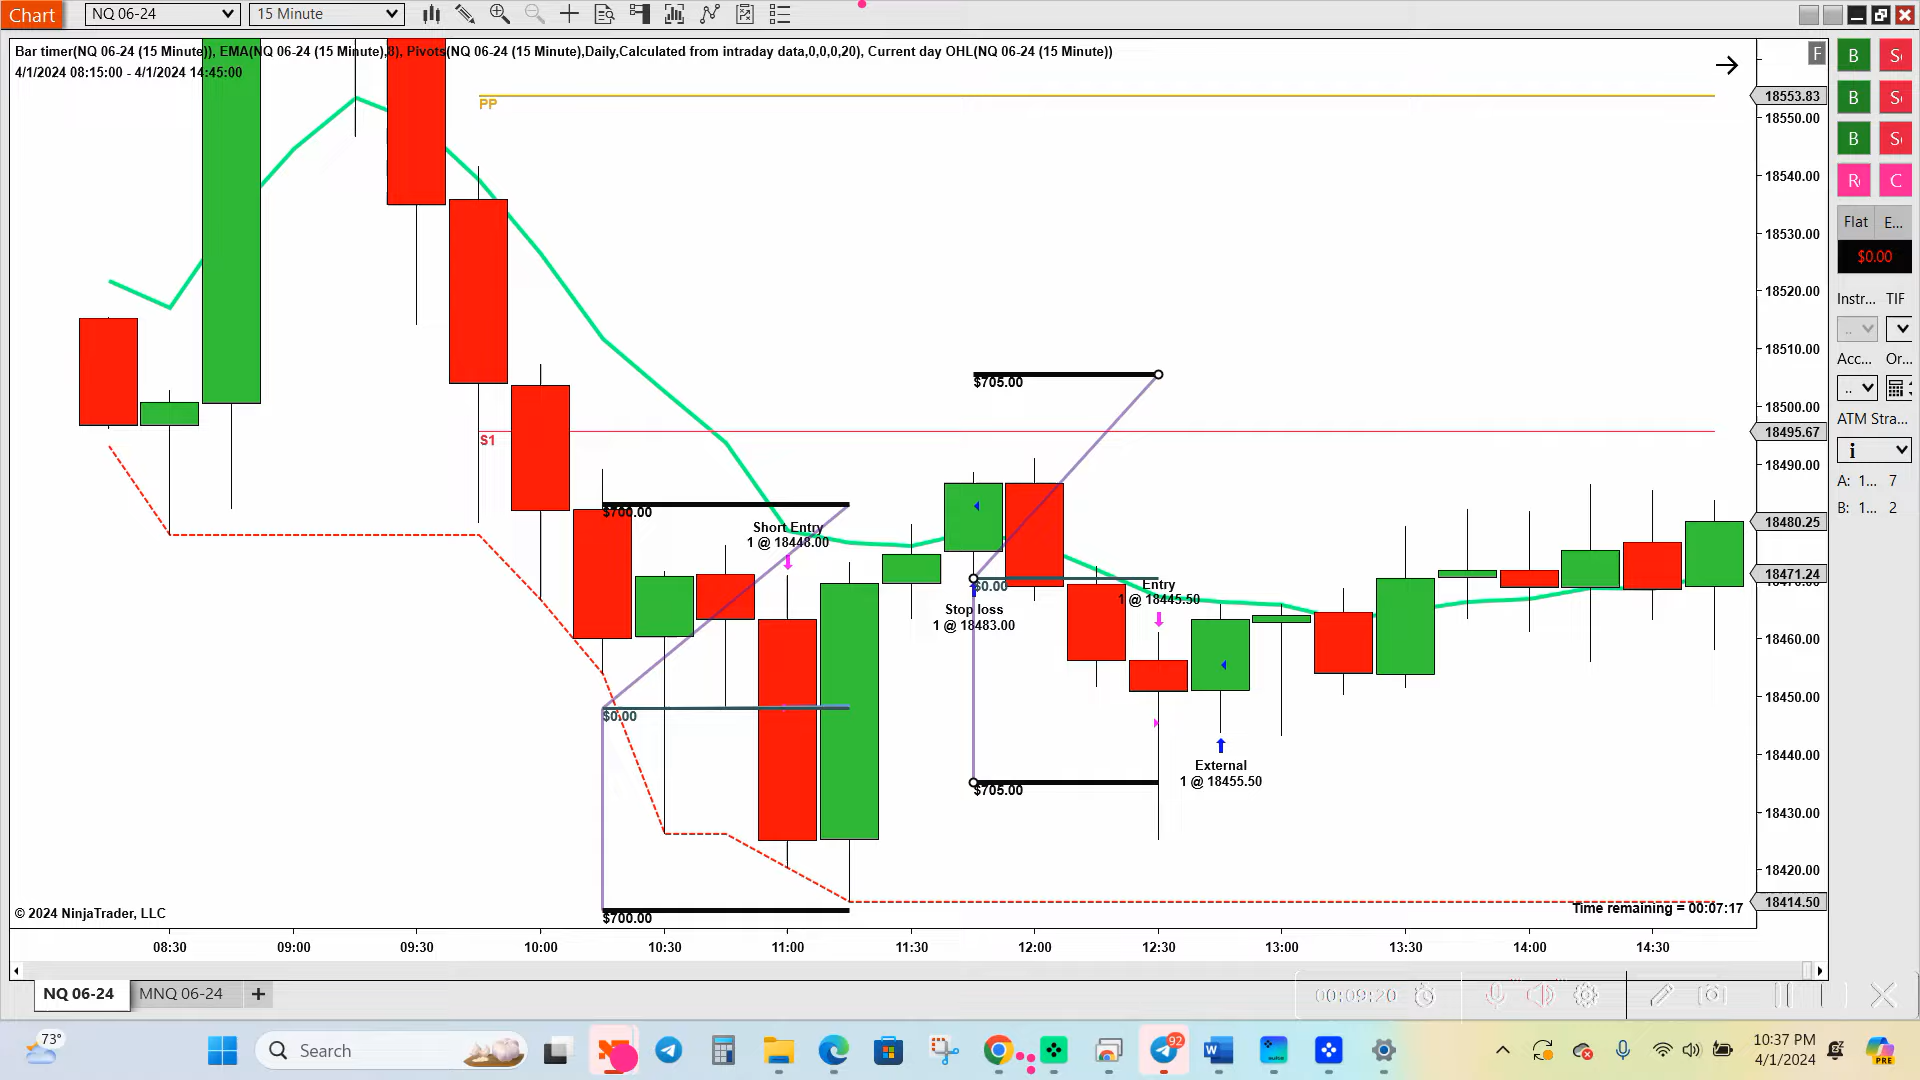 Chart
NQ 06-24
15 Minute
Bar timer(NQ 06-24 (15 Minute)), EMA(NQ 06-24 (15 Minute),8), Pivots(NQ 06-24 (15 Minute),Daily,Calculated from intraday data,0,0,0,20), Current day OHL(NQ 06-24 (15 Minute))
4/1/2024 08:15:00 - 4/1/2024 14:45:00
F
B
B
B
R
C
PP
18553.83
18550.00
18540.00
18530.00
18520.00
18510.00
18500.00
18495.67
18490.00
18480.25
18471.24
18460.00
18450.00
18440.00
18430.00
18420.00
18414.50
Flat
E...
$0.00
Instr...
TIF
Acc...
Or...
ATM Stra...
i
A: 1... 7
B: 1... 2
S1
$705.00
$700.00
Short Entry
1 @ 18448.00
$0.00
$700.00
$0.00
Stop loss
1 @ 18483.00
$705.00
Entry
1 @ 18445.50
External
1 @ 18455.50
© 2024 NinjaTrader, LLC
Time remaining = 00:07:17
08:30
09:00
09:30
10:00
10:30
11:00
11:30
12:00
12:30
13:00
13:30
14:00
14:30
NQ 06-24
MNQ 06-24
+
00:09:20
73°
Search
92
10:37 PM
4/1/2024
PRE